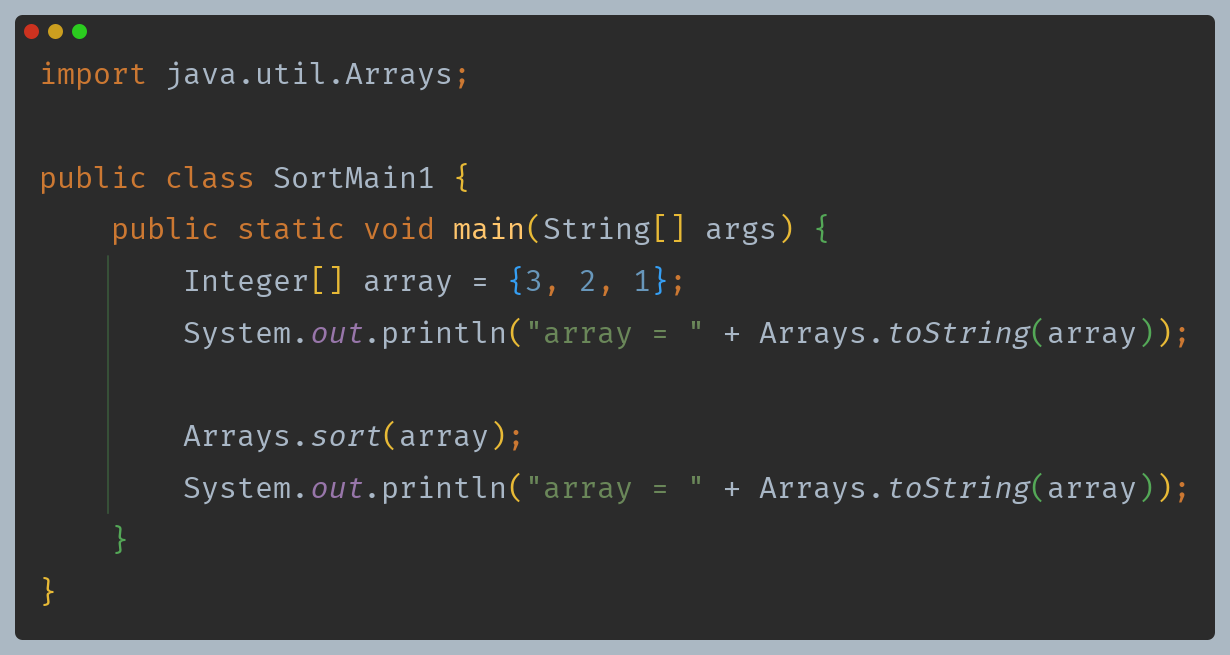 import java.util.Arrays;
public class SortMain1 {
    public static void main(String[] args) {
        Integer[] array = {3, 2, 1};
        System.out.println("array = " + Arrays.toString(array));
        Arrays.sort(array);
        System.out.println("array = " + Arrays.toString(array));
    }
}